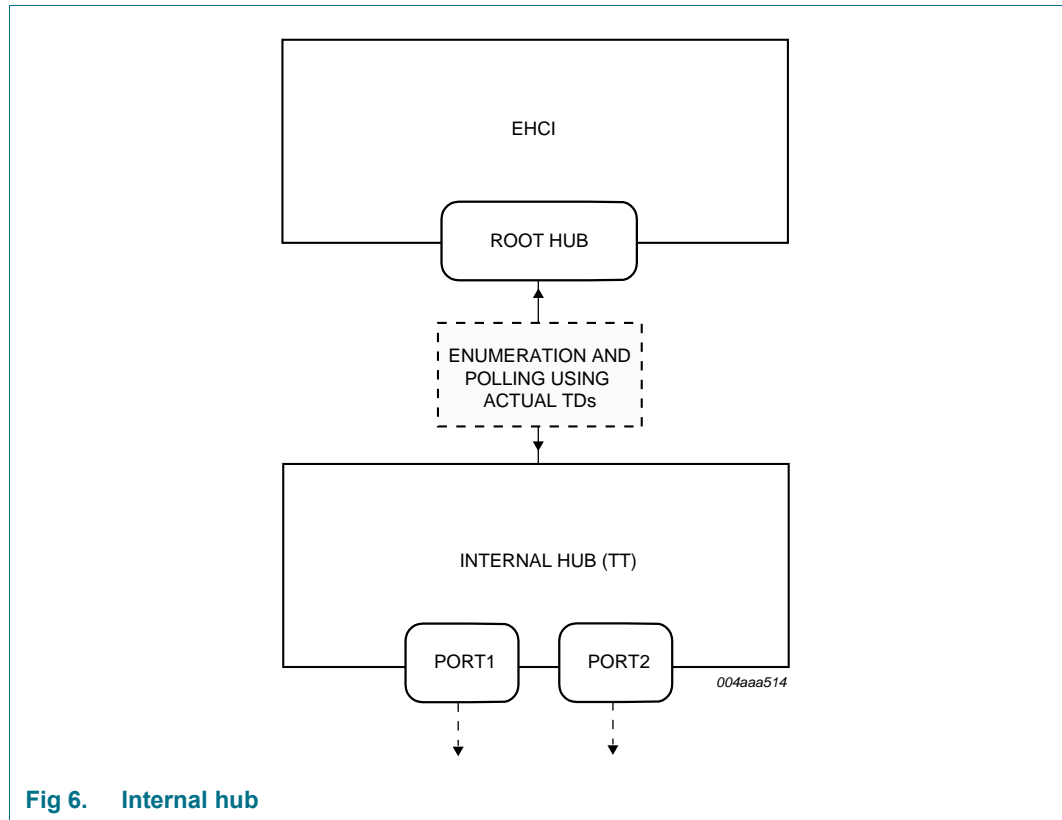 EHCI
ROOT HUB
ENUMERATION AND
POLLING USING
ACTUAL TDs
INTERNAL HUB (TT)
PORT1 PORT2
004aaa514
Fig 6. Internal hub